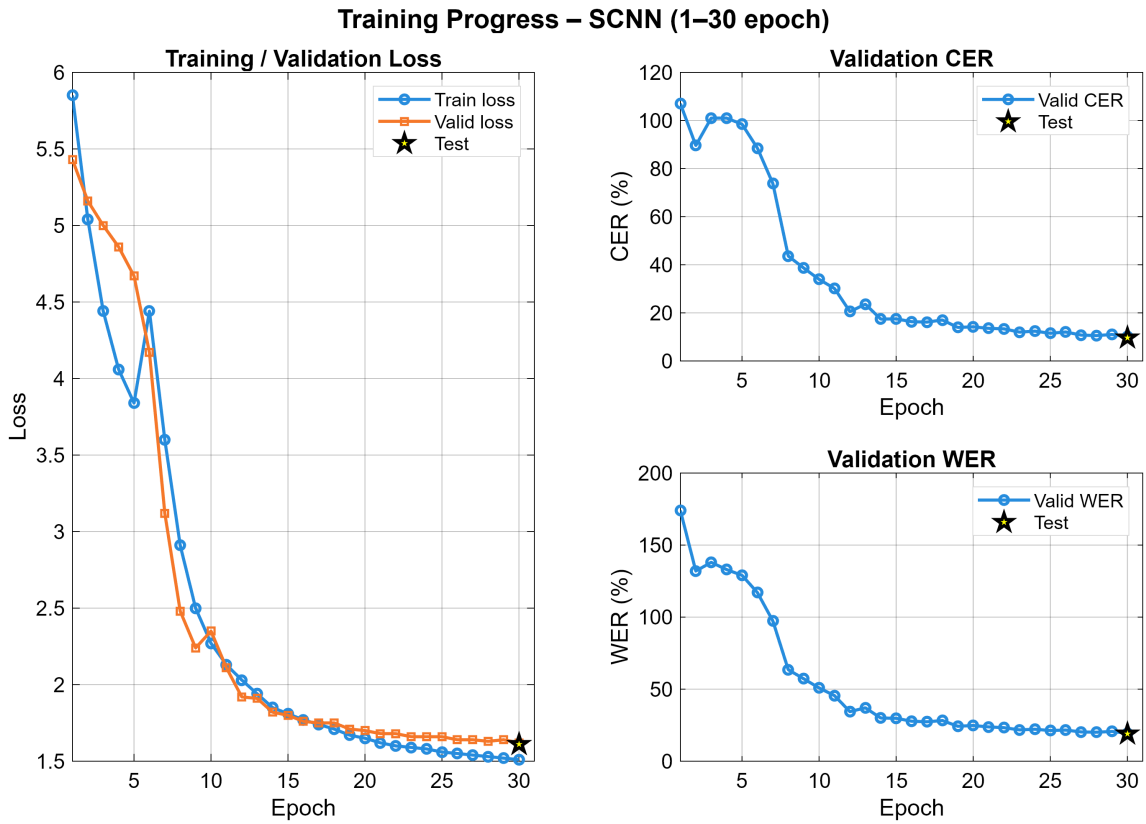 Training Progress – SCNN (1–30 epoch)
Training / Validation Loss
6
5.5
5
4.5
4
3.5
3
2.5
2
1.5
Loss
5 10 15 20 25 30
Epoch
Train loss
Valid loss
Test
Validation CER
120
100
80
60
40
20
0
CER (%)
5 10 15 20 25 30
Epoch
Valid CER
Test
Validation WER
200
150
100
50
0
WER (%)
5 10 15 20 25 30
Epoch
Valid WER
Test